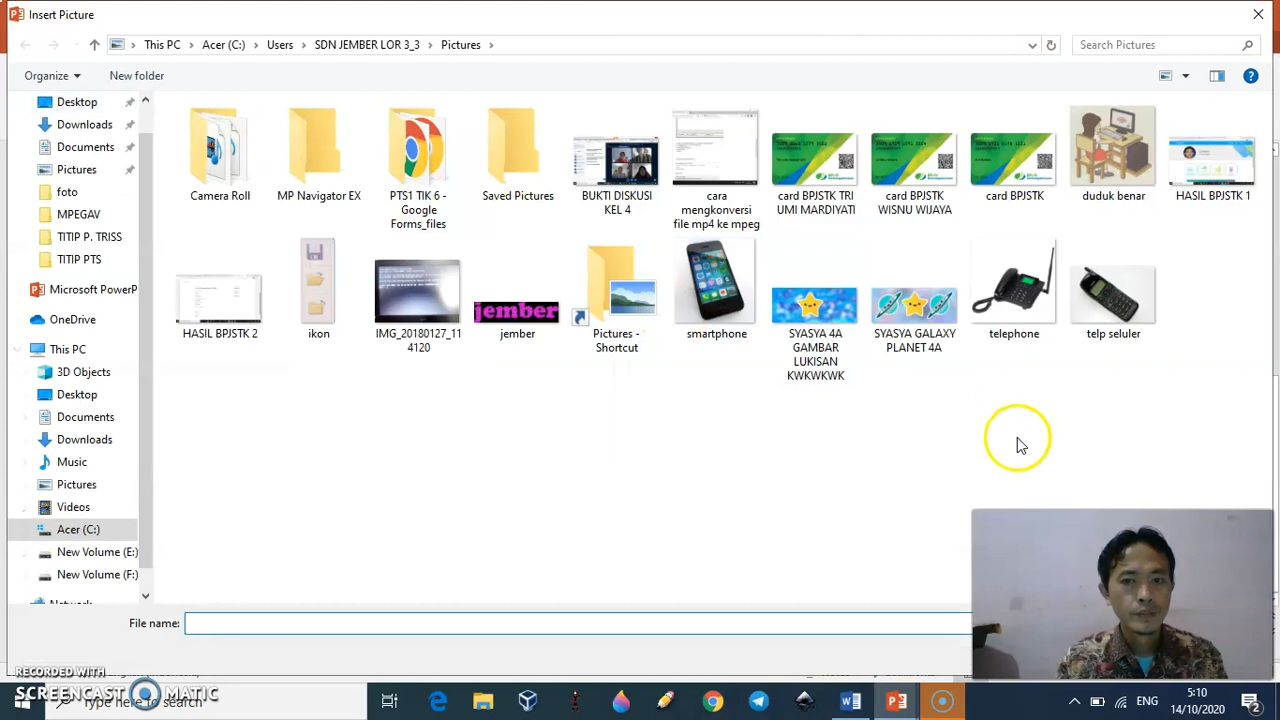 Insert Picture
This PC > Acer (C:) > Users > SDN JEMBER LOR 3_3 > Pictures >
Search Pictures
Organize
New folder
Desktop
Downloads
Documents
Pictures
foto
MPEGAV
TITIP P. TRISS
TITIP PTS
Microsoft PowerP
OneDrive
This PC
3D Objects
Desktop
Documents
Downloads
Music
Pictures
Videos
Acer (C:)
New Volume (E:)
New Volume (F:)
Network
Camera Roll
MP Navigator EX
PTS1 TIK 6 -
Google
Forms_files
Saved Pictures
BUKTI DISKUSI
KEL 4
cara
mengkonversi
file mp4 ke mpeg
card BPJSTK TRI
UMI MARDIYATI
card BPJSTK
WISNU WIJAYA
card BPJSTK
duduk benar
HASIL BPJSTK 1
HASIL BPJSTK 2
ikon
IMG_20180127_11
4120
jember
jember
Pictures -
Shortcut
smartphone
SYASYA 4A
GAMBAR
LUKISAN
KWKWKWK
SYASYA GALAXY
PLANET 4A
telephone
telp seluler
File name:
RECORDED WITH
SCREENCAST MATIC
Type here to search
ENG
5:10
14/10/2020
2